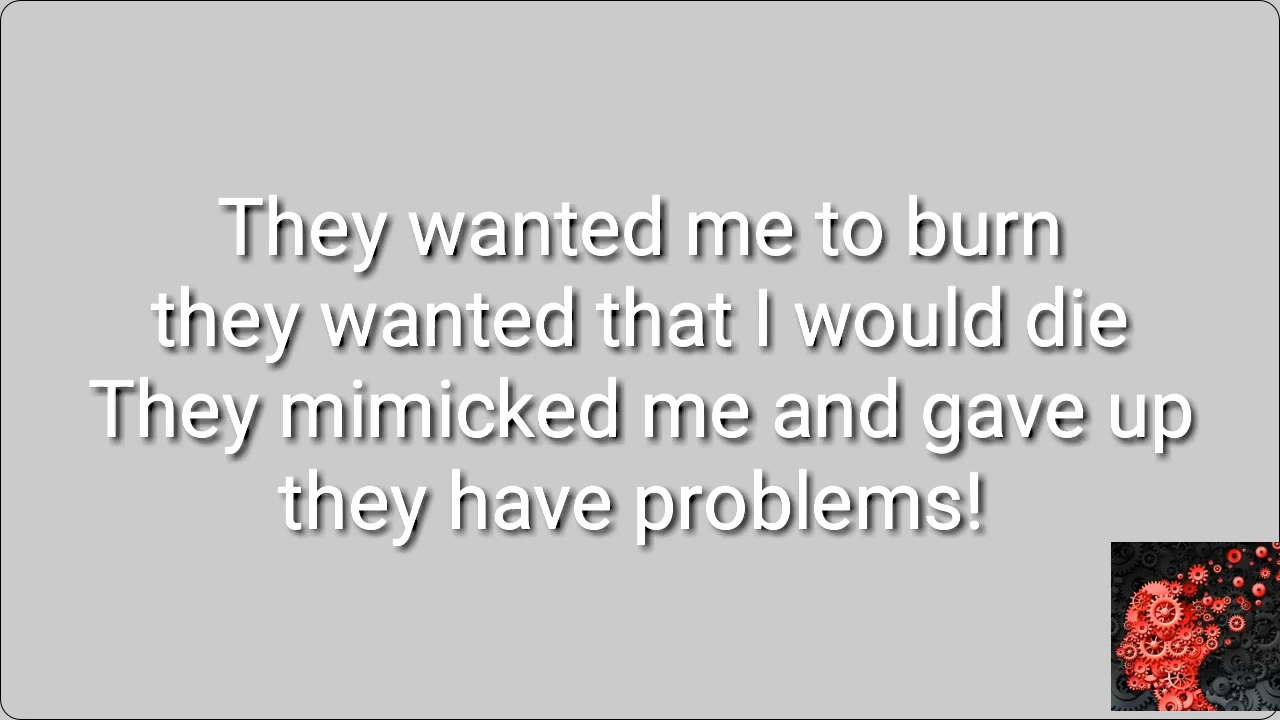 They wanted me to burn
they wanted that I would die
They mimicked me and gave up
they have problems!